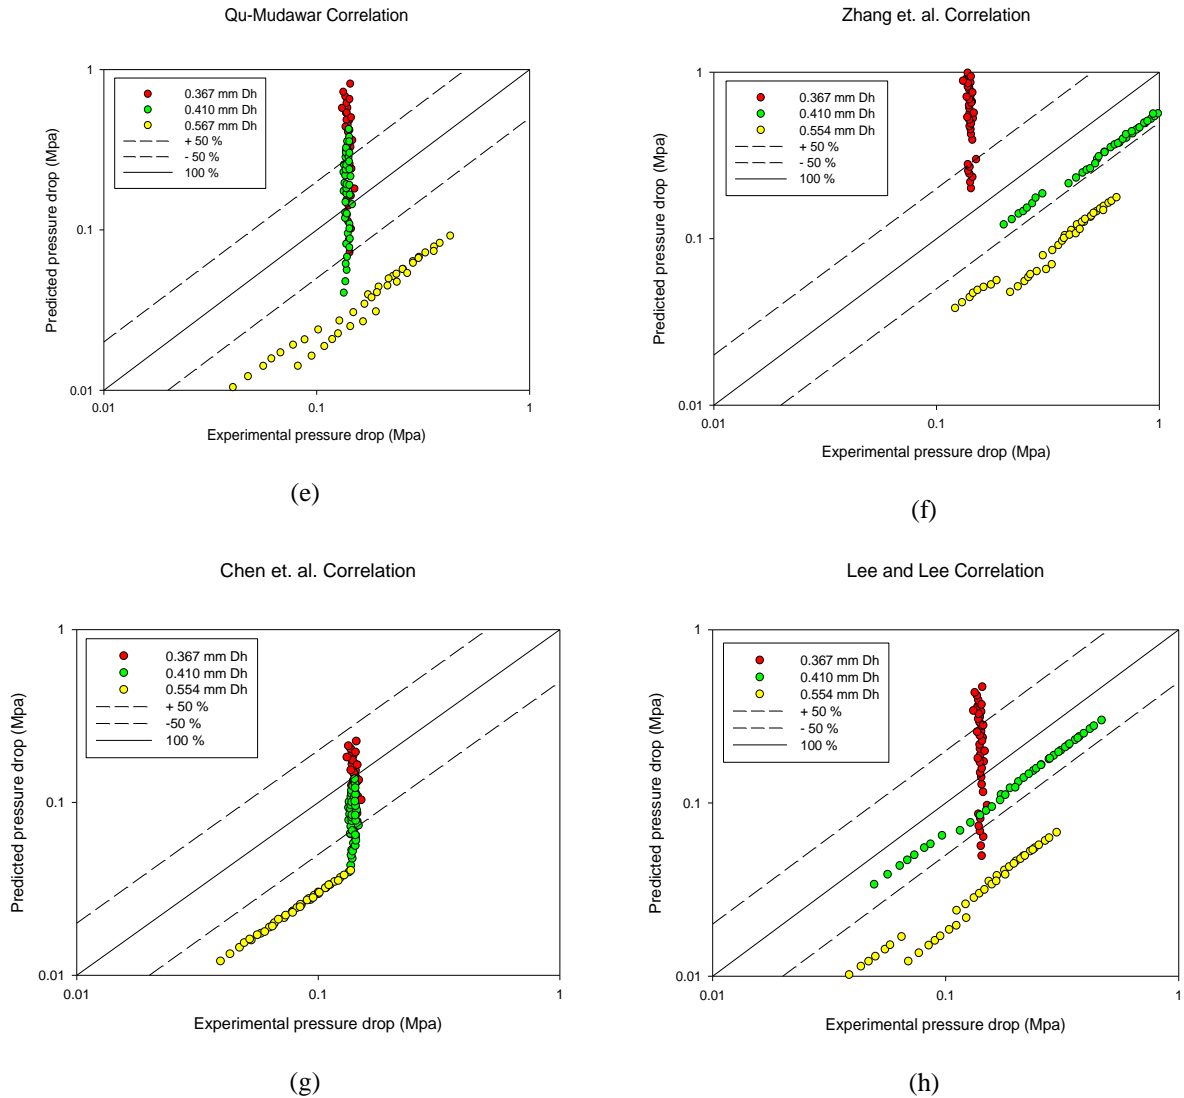 Qu-Mudawar Correlation
1
0.367 mm Dh
0.410 mm Dh
0.567 mm Dh
+ 50 %
- 50 %
100 %
Predicted pressure drop (Mpa)
0.1
0.01
0.01
0.1
1
Experimental pressure drop (Mpa)
(e)
Zhang et. al. Correlation
1
0.367 mm Dh
0.410 mm Dh
0.554 mm Dh
+ 50 %
- 50 %
100 %
Predicted pressure drop (Mpa)
0.1
0.01
0.01
0.1
1
Experimental pressure drop (Mpa)
(f)
Chen et. al. Correlation
1
0.367 mm Dh
0.410 mm Dh
0.554 mm Dh
+ 50 %
-50 %
100 %
Predicted pressure drop (Mpa)
0.1
0.01
0.01
0.1
1
Experimental pressure drop (Mpa)
(g)
Lee and Lee Correlation
1
0.367 mm Dh
0.410 mm Dh
0.554 mm Dh
+ 50 %
- 50 %
100 %
Predicted pressure drop (Mpa)
0.1
0.01
0.01
0.1
1
Experimental pressure drop (Mpa)
(h)